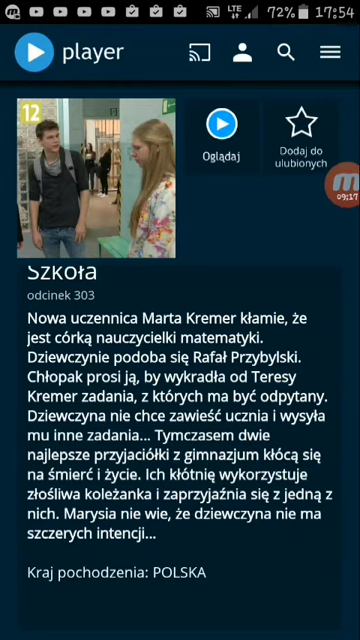 LTE
72%
17:54
player
12
Oglądaj
Dodaj do
ulubionych
09:17
Szkoła
odcinek 303
Nowa uczennica Marta Kremer kłamie, że
jest córką nauczycielki matematyki.
Dziewczynie podoba się Rafał Przybylski.
Chłopak prosi ją, by wykradła od Teresy
Kremer zadania, z których ma być odpytany.
Dziewczyna nie chce zawieść ucznia i wysyła
mu inne zadania... Tymczasem dwie
najlepsze przyjaciółki z gimnazjum kłócą się
na śmierć i życie. Ich kłótnię wykorzystuje
złośliwa koleżanka i zaprzyjaźnia się z jedną z
nich. Marysia nie wie, że dziewczyna nie ma
szczerych intencji...
Kraj pochodzenia: POLSKA